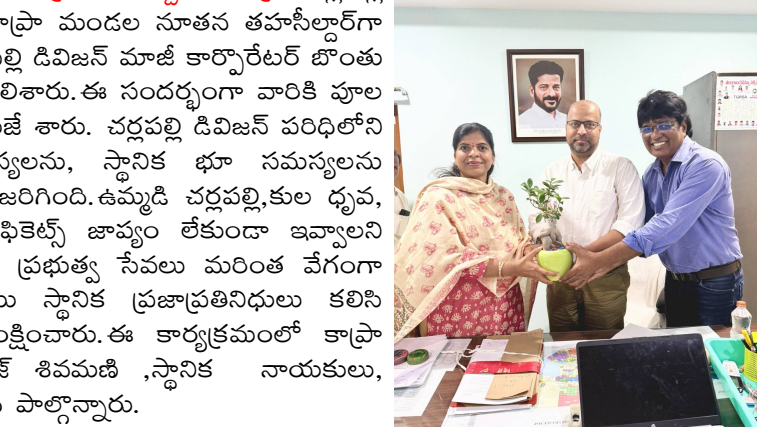 కాప్రా మండల నూతన తహసీల్దార్‌గా
డివిజన్ మాజీ కార్పొరేటర్ బొంతు
ఈ సందర్భంగా వారికి పూల
శారు. చర్లపల్లి డివిజన్ పరిధిలోని
స్థానిక భూ సమస్యలను
జరిగింది.ఉమ్మడి చర్లపల్లి,కుల ధృవ,
జాప్యం లేకుండా ఇవ్వాలని
ప్రభుత్వ సేవలు మరింత వేగంగా
స్థానిక ప్రజాప్రతినిధులు కలిసి
ఈ కార్యక్రమంలో కాప్రా
శివమణి ,స్థానిక నాయకులు,
పాల్గొన్నారు.